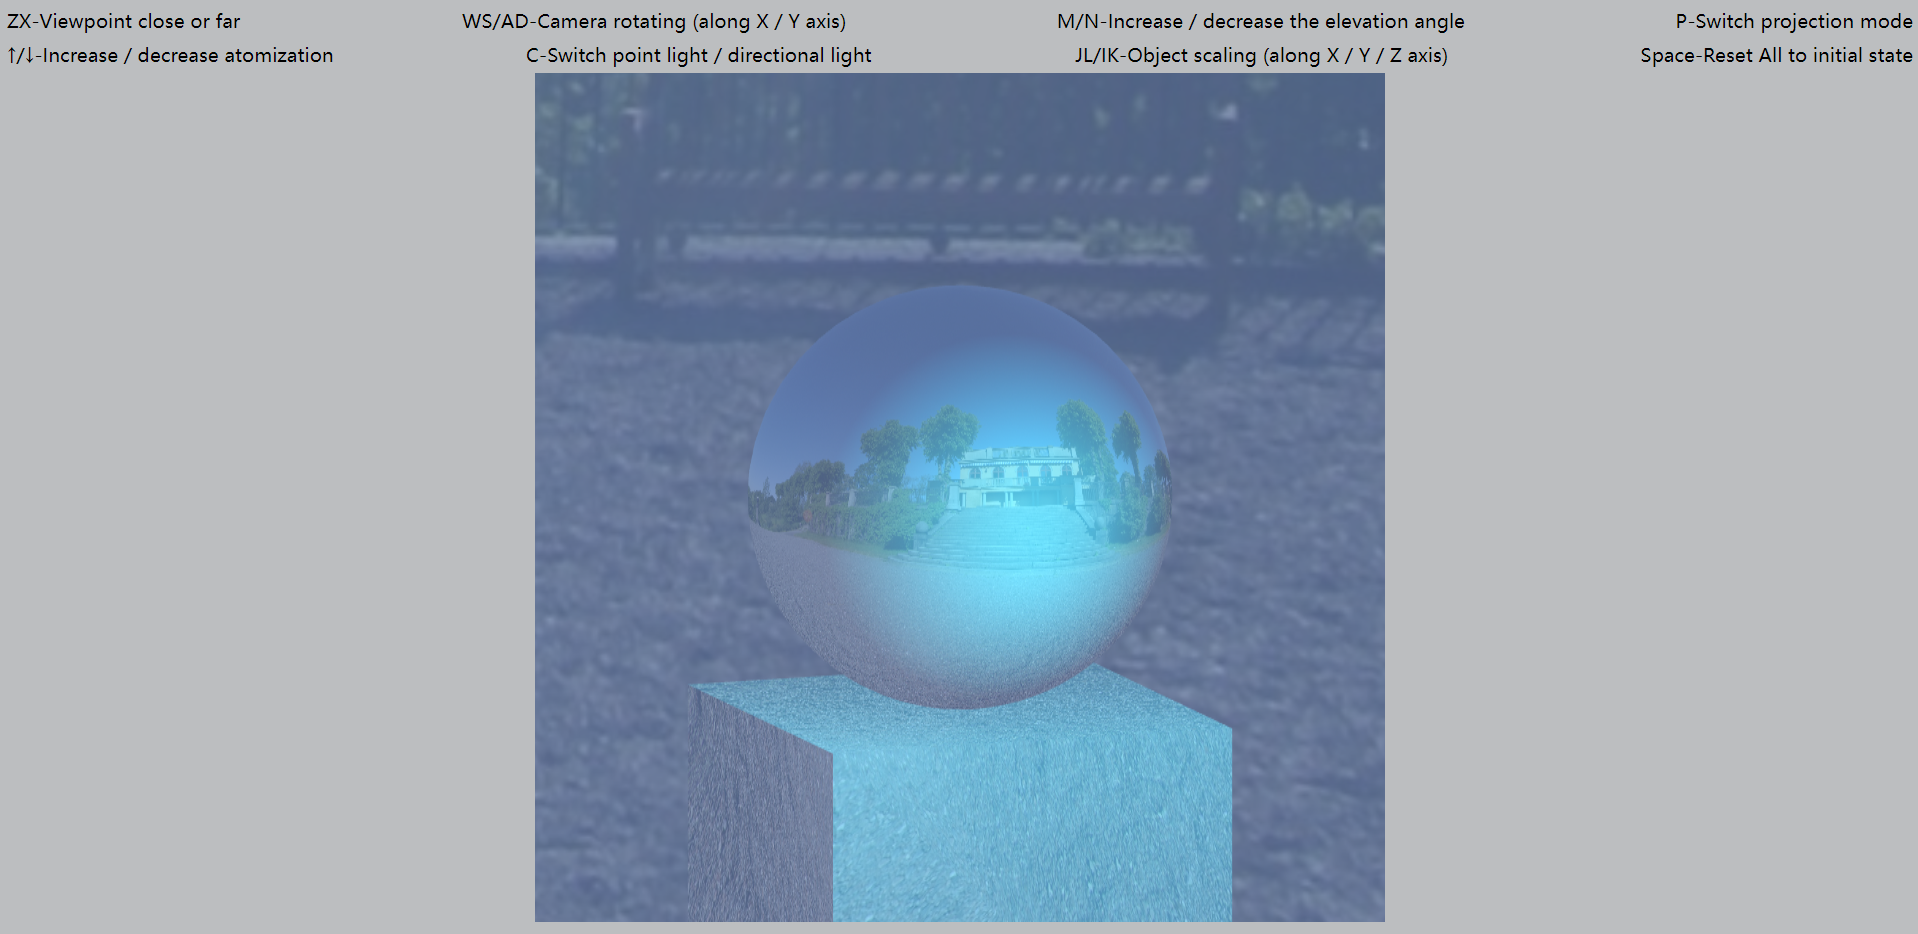 ZX-Viewpoint close or far WS/AD-Camera rotating (along X / Y axis) M/N-Increase / decrease the elevation angle P-Switch projection mode
↑/↓-Increase / decrease atomization C-Switch point light / directional light JL/IK-Object scaling (along X / Y / Z axis) Space-Reset All to initial state